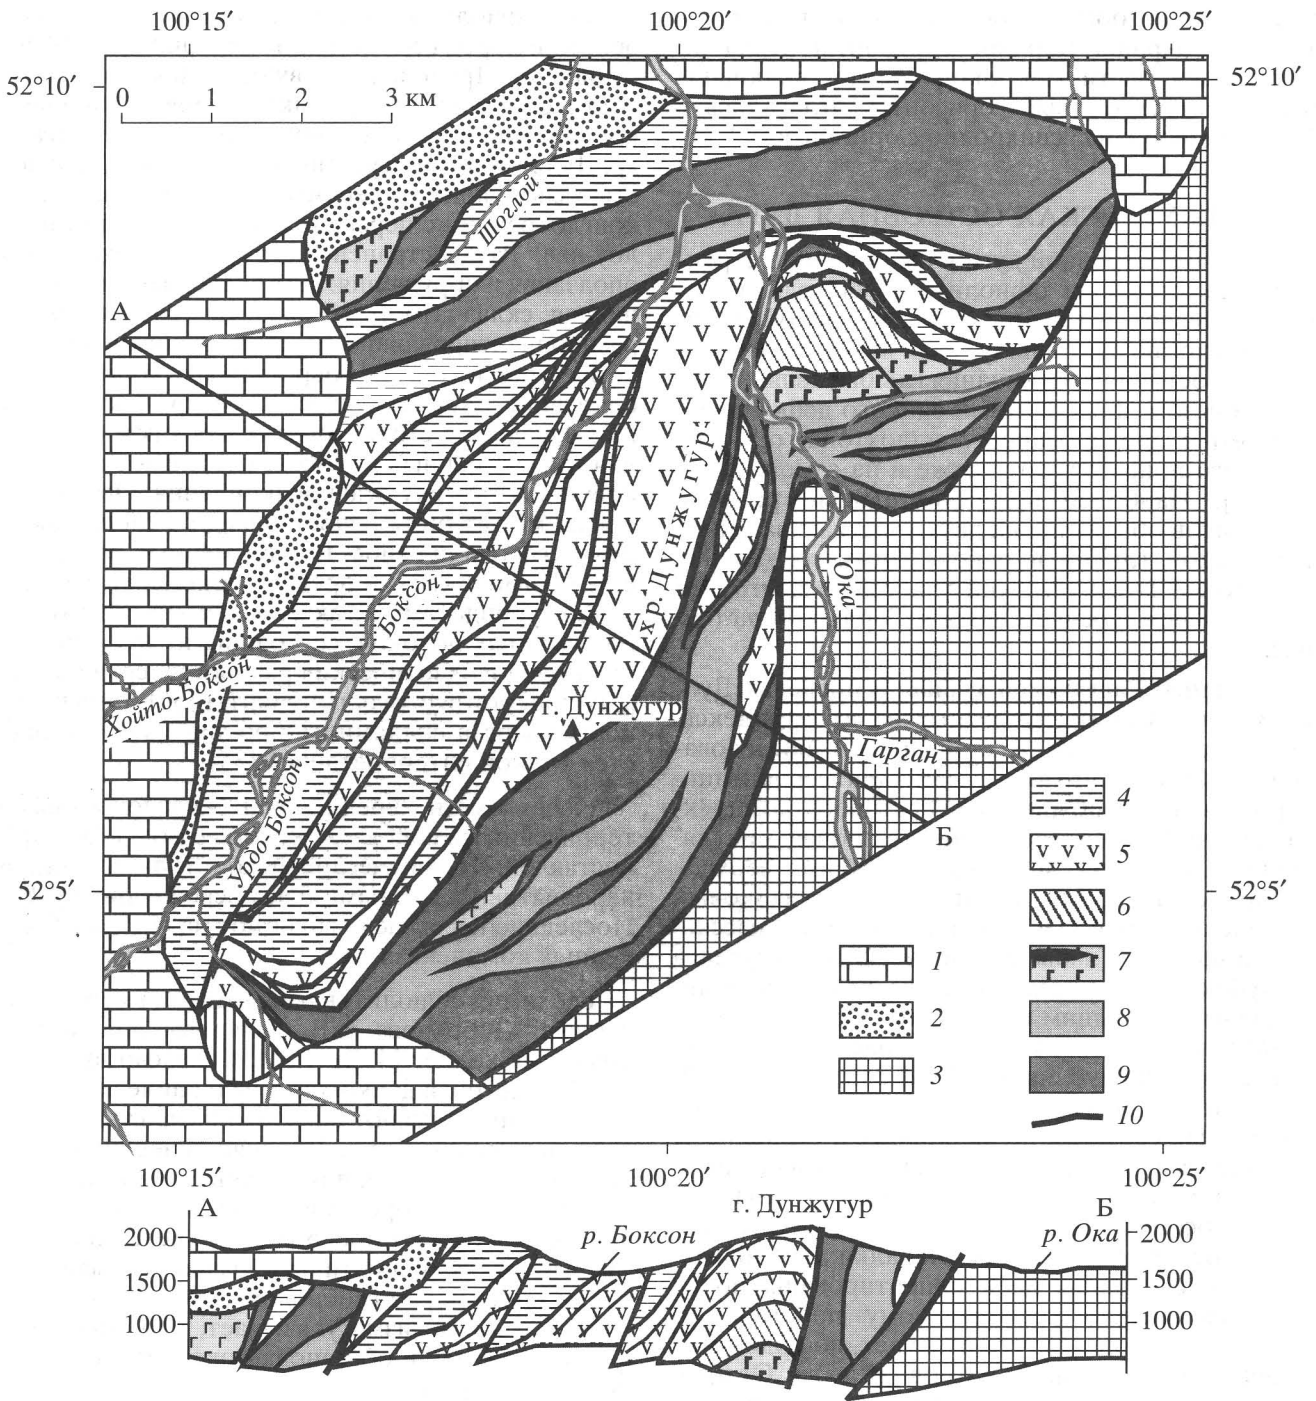 100°15′ 100°20′ 100°25′
52°10′ 52°10′
0 1 2 3 км
Шоглой
А
хр. Дунжугур
Боксон
Ока
Хойто-Боксон
г. Дунжугур
Гарган
Урдо-Боксон
Б
52°5′ 52°5′
4
5
6
1 7
2 8
3 9
10
100°15′ 100°20′ 100°25′
А г. Дунжугур Б
2000 р. Боксон р. Ока 2000
1500 1500
1000 1000